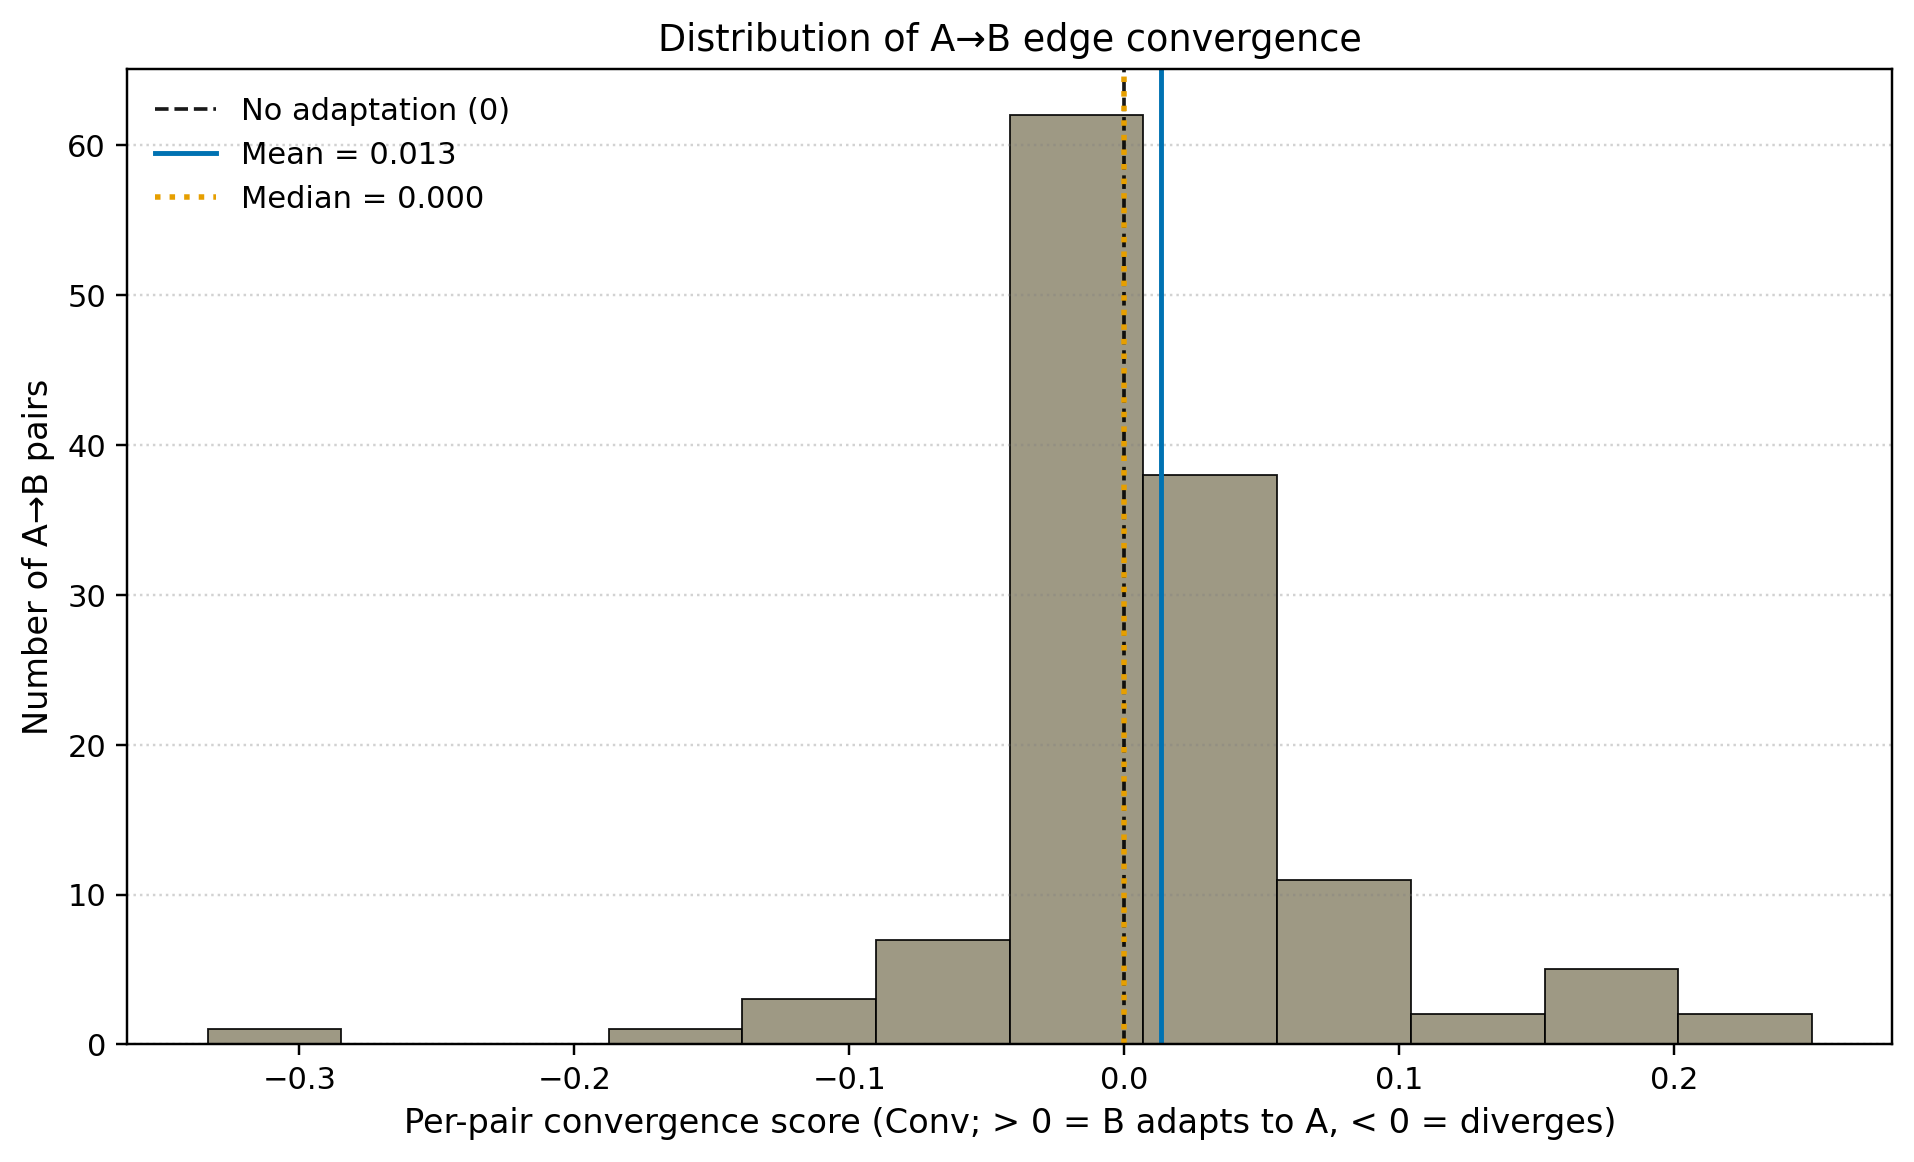 Distribution of A→B edge convergence
No adaptation (0)
Mean = 0.013
Median = 0.000
Number of A→B pairs
60
50
40
30
20
10
0
−0.3 −0.2 −0.1 0.0 0.1 0.2
Per-pair convergence score (Conv; > 0 = B adapts to A, < 0 = diverges)